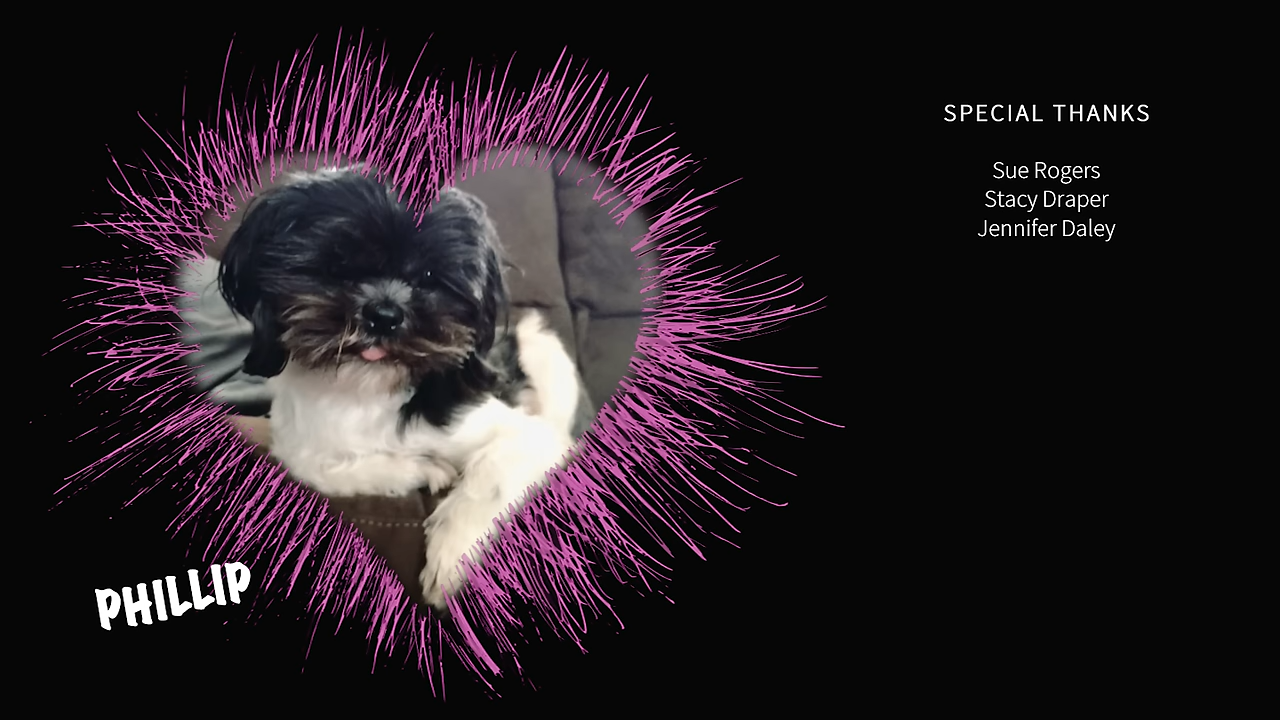 SPECIAL THANKS
Sue Rogers
Stacy Draper
Jennifer Daley
PHILLIP